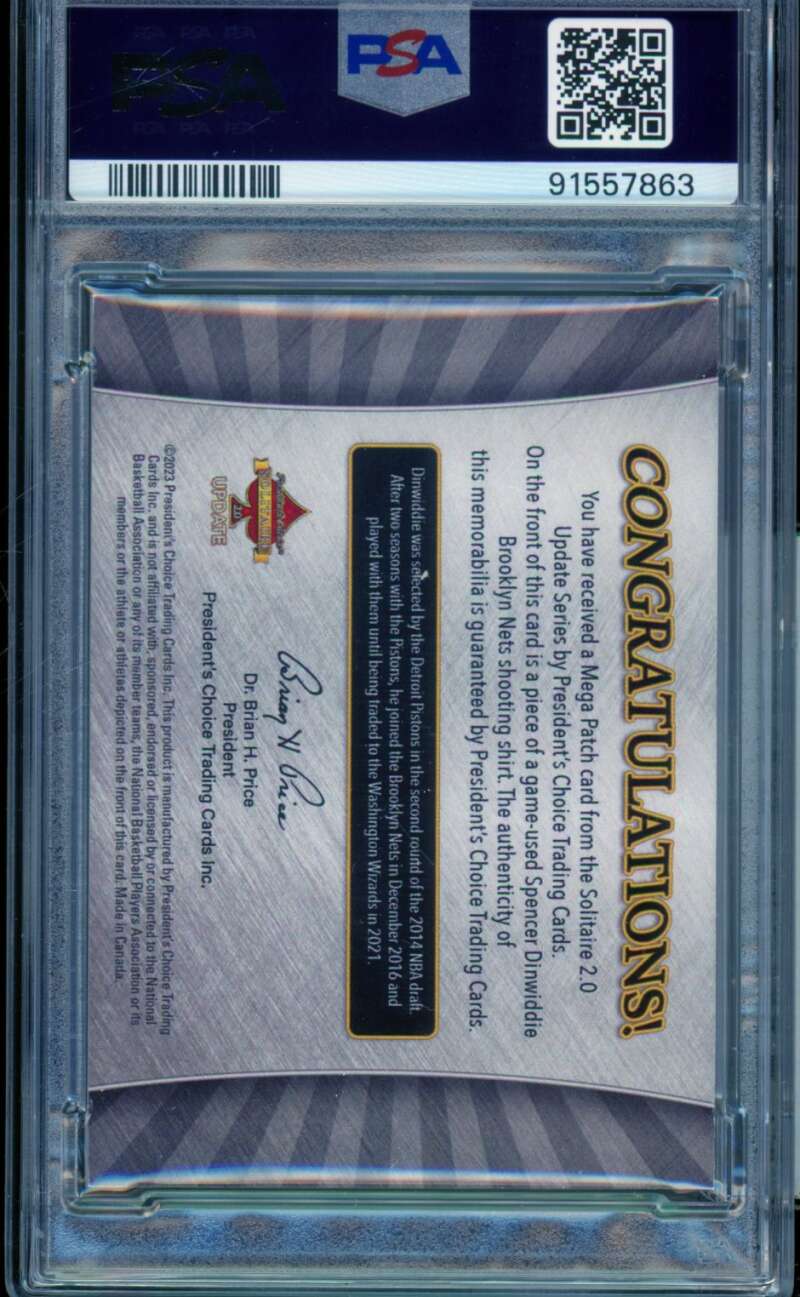 PSA
PSA
91557863
CONGRATULATIONS!
You have received a Mega Patch card from the Solitaire 2.0
Update Series by President's Choice Trading Cards.
On the front of this card is a piece of a game-used Spencer Dinwiddie
Brooklyn Nets shooting shirt. The authenticity of
this memorabilia is guaranteed by President's Choice Trading Cards.
Dinwiddie was selected by the Detroit Pistons in the second round of the 2014 NBA draft.
After two seasons with the Pistons, he joined the Brooklyn Nets in December 2016 and
played with them until being traded to the Washington Wizards in 2021.
President's Choice
SOLITAIRE
2.0
UPDATE
Brian H Price
Dr. Brian H. Price
President
President's Choice Trading Cards Inc.
©2023 President's Choice Trading Cards Inc. This product is manufactured by President's Choice Trading
Cards Inc. and is not affiliated with, sponsored, endorsed or licensed by or connected to the National
Basketball Association or any of its member teams, the National Basketball Players Association or its
members or the athlete or athletes depicted on the front of this card. Made in Canada.